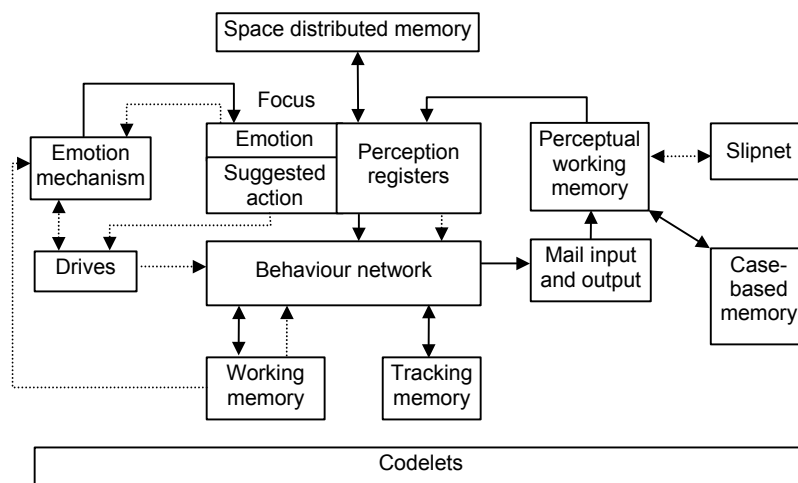 Space distributed memory
Focus
Emotion
mechanism
Emotion
Suggested
action
Perception
registers
Perceptual
working
memory
Slipnet
Drives
Behaviour network
Mail input
and output
Case-
based
memory
Working
memory
Tracking
memory
Codelets